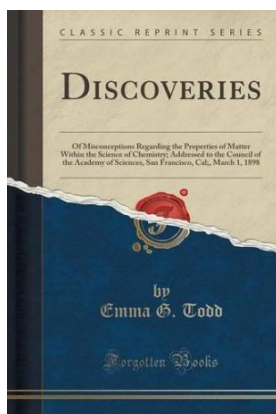 CLASSIC REPRINT SERIES
DISCOVERIES
Of Misconceptions Regarding the Properties of Matter
Within the Science of Chemistry; Addressed to the Council of
the Academy of Sciences, San Francisco, Cal;, March 1, 1898
by
Emma G. Todd
Forgotten Books